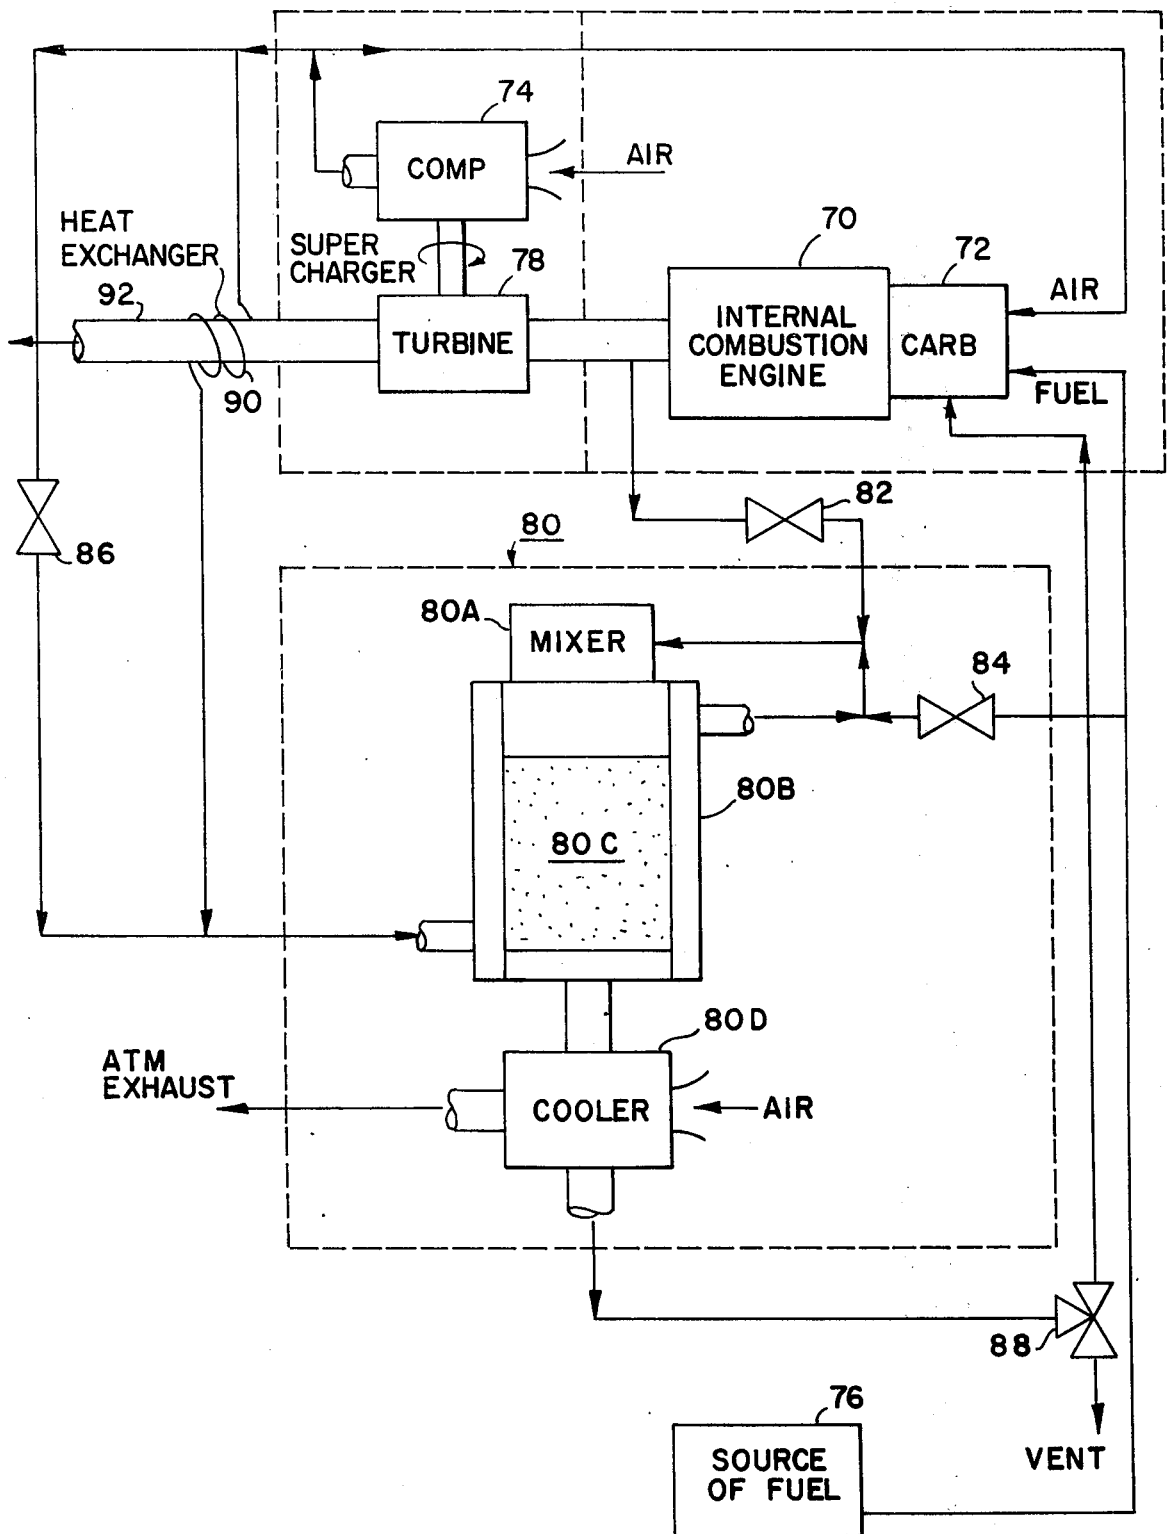 74
COMP
AIR
HEAT
EXCHANGER
SUPER
CHARGER
70
72
92
78
AIR
TURBINE
INTERNAL
COMBUSTION
ENGINE
CARB
90
FUEL
82
80
86
80A
MIXER
84
80B
80C
80D
ATM
EXHAUST
COOLER
AIR
88
76
VENT
SOURCE
OF FUEL